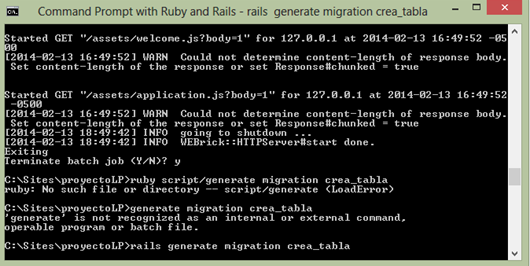 Command Prompt with Ruby and Rails - rails  generate migration crea_tabla
Started GET "/assets/welcome.js?body=1" for 127.0.0.1 at 2014-02-13 16:49:52 -05
00
[2014-02-13 16:49:52] WARN  Could not determine content-length of response body.
 Set content-length of the response or set Response#chunked = true
Started GET "/assets/application.js?body=1" for 127.0.0.1 at 2014-02-13 16:49:52
 -0500
[2014-02-13 16:49:52] WARN  Could not determine content-length of response body.
 Set content-length of the response or set Response#chunked = true
[2014-02-13 18:49:42] INFO  going to shutdown ...
[2014-02-13 18:49:42] INFO  WEBrick::HTTPServer#start done.
Exiting
Terminate batch job (Y/N)? y
C:\Sites\proyectoLP>ruby script/generate migration crea_tabla
ruby: No such file or directory -- script/generate (LoadError)
C:\Sites\proyectoLP>generate migration crea_tabla
'generate' is not recognized as an internal or external command,
operable program or batch file.
C:\Sites\proyectoLP>rails generate migration crea_tabla